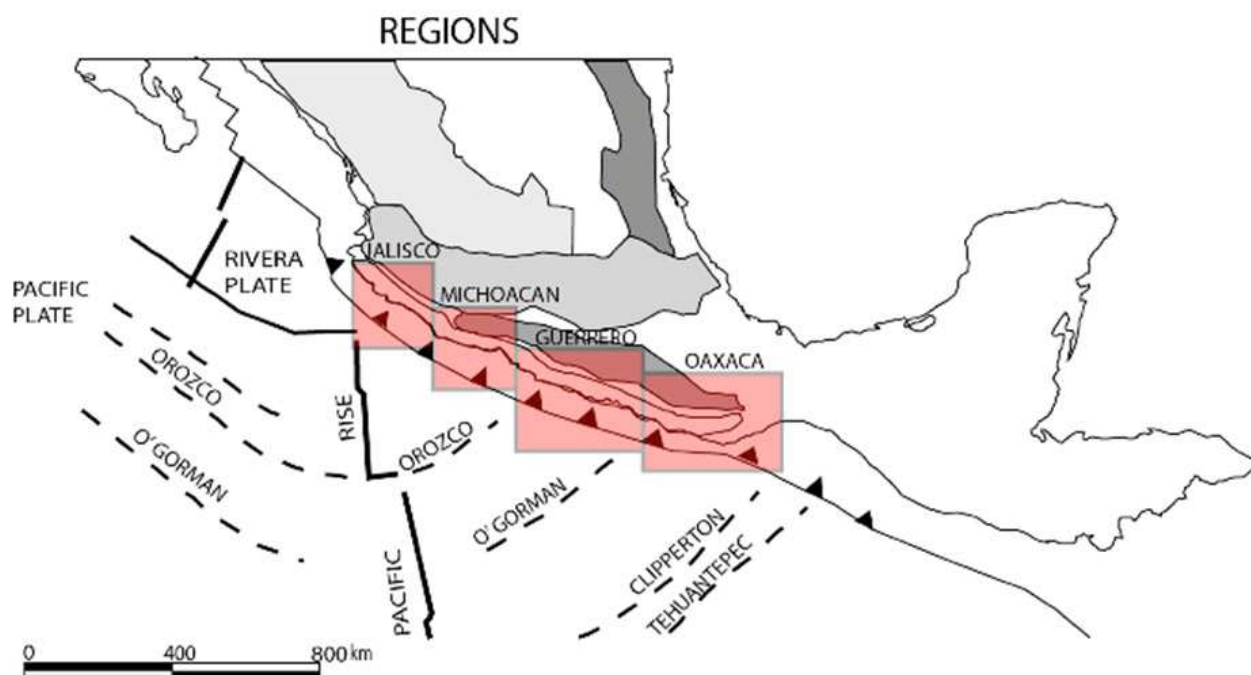 REGIONS
JALISCO
RIVERA
PLATE
PACIFIC
PLATE
MICHOACAN
GUERRERO
OAXACA
OROZCO
O'GORMAN
RISE
OROZCO
O' GORMAN
PACIFIC
CLIPPERTON
TEHUANTEPEC
0 400 800 km